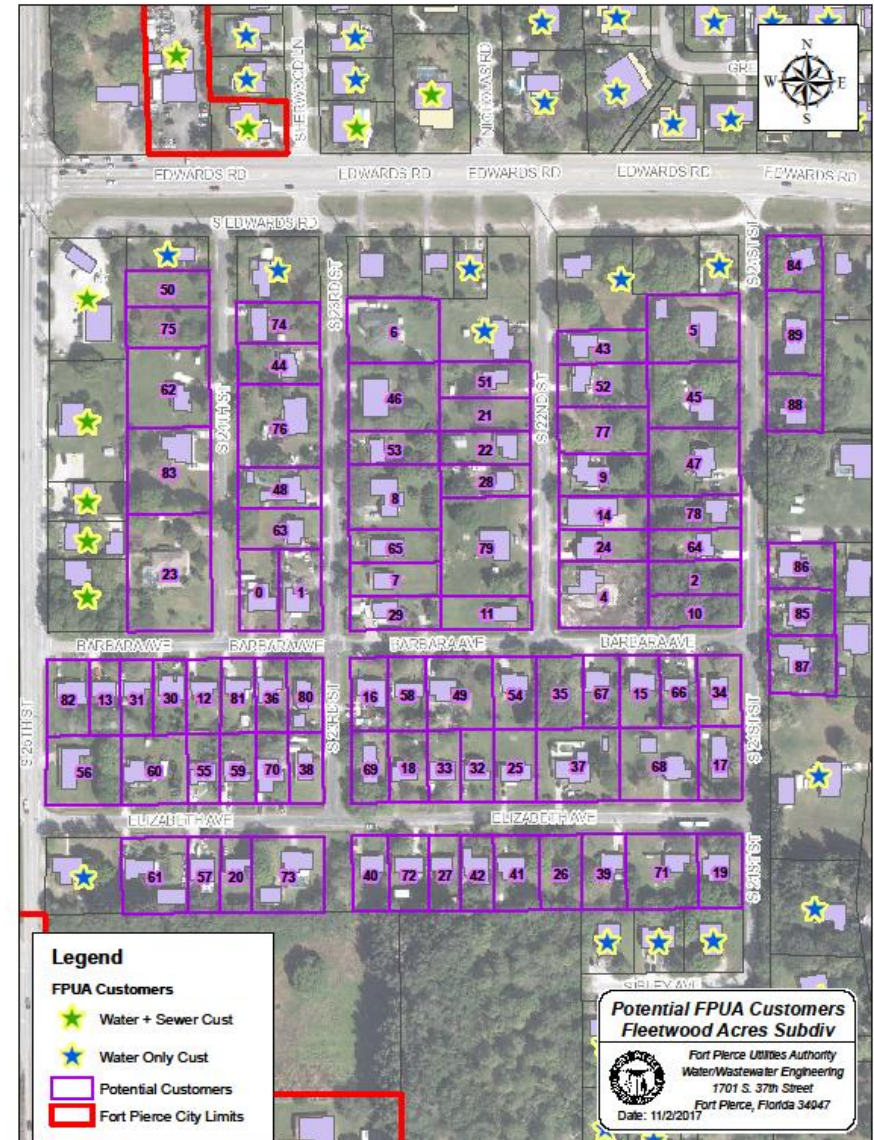 SHERWOOD LN
NICHOLAS RD
GRE
N
W E
S
EDWARDS RD EDWARDS RD EDWARDS RD EDWARDS RD EDWARDS RD
S EDWARDS RD
S 21ST ST
84
50
S 23RD ST
75 74 6 5
89
43
44 51
62 52 45
46
88
21
S 24TH ST
S 22ND ST
76 77
53 22
83 47
9
48 8 28
14 78
63
65 79 24 64
23
7 2
0 1 4
29 11 10
86
85
87
BARBARA AVE BARBARA AVE BARBARA AVE BARBARA AVE
82 13 31 30 12 81 36 80 16 58 49 54 35 67 15 66 34
S 25TH ST
S 23RD ST
S 21ST ST
56 60 55 59 70 38 69 18 33 32 25 37 68 17
ELIZABETH AVE ELIZABETH AVE
61 57 20 73 40 72 27 42 41 26 39 71 19
S 21ST ST
SIBLEY AVE
Legend
FPUA Customers
Water + Sewer Cust
Water Only Cust
Potential Customers
Fort Pierce City Limits
Potential FPUA Customers
Fleetwood Acres Subdiv
Fort Pierce Utilities Authority
Water/Wastewater Engineering
1701 S. 37th Street
Fort Pierce, Florida 34947
Date: 11/2/2017